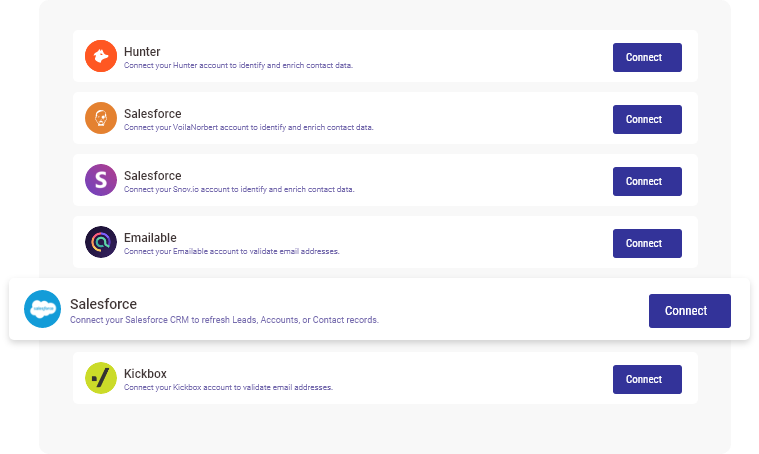 Hunter
Connect your Hunter account to identify and enrich contact data.
Connect
Salesforce
Connect your VoilaNorbert account to identify and enrich contact data.
Connect
S
Salesforce
Connect your Snov.io account to identify and enrich contact data.
Connect
Emailable
Connect your Emailable account to validate email addresses.
Connect
salesforce
Salesforce
Connect your Salesforce CRM to refresh Leads, Accounts, or Contact records.
Connect
Kickbox
Connect your Kickbox account to validate email addresses.
Connect